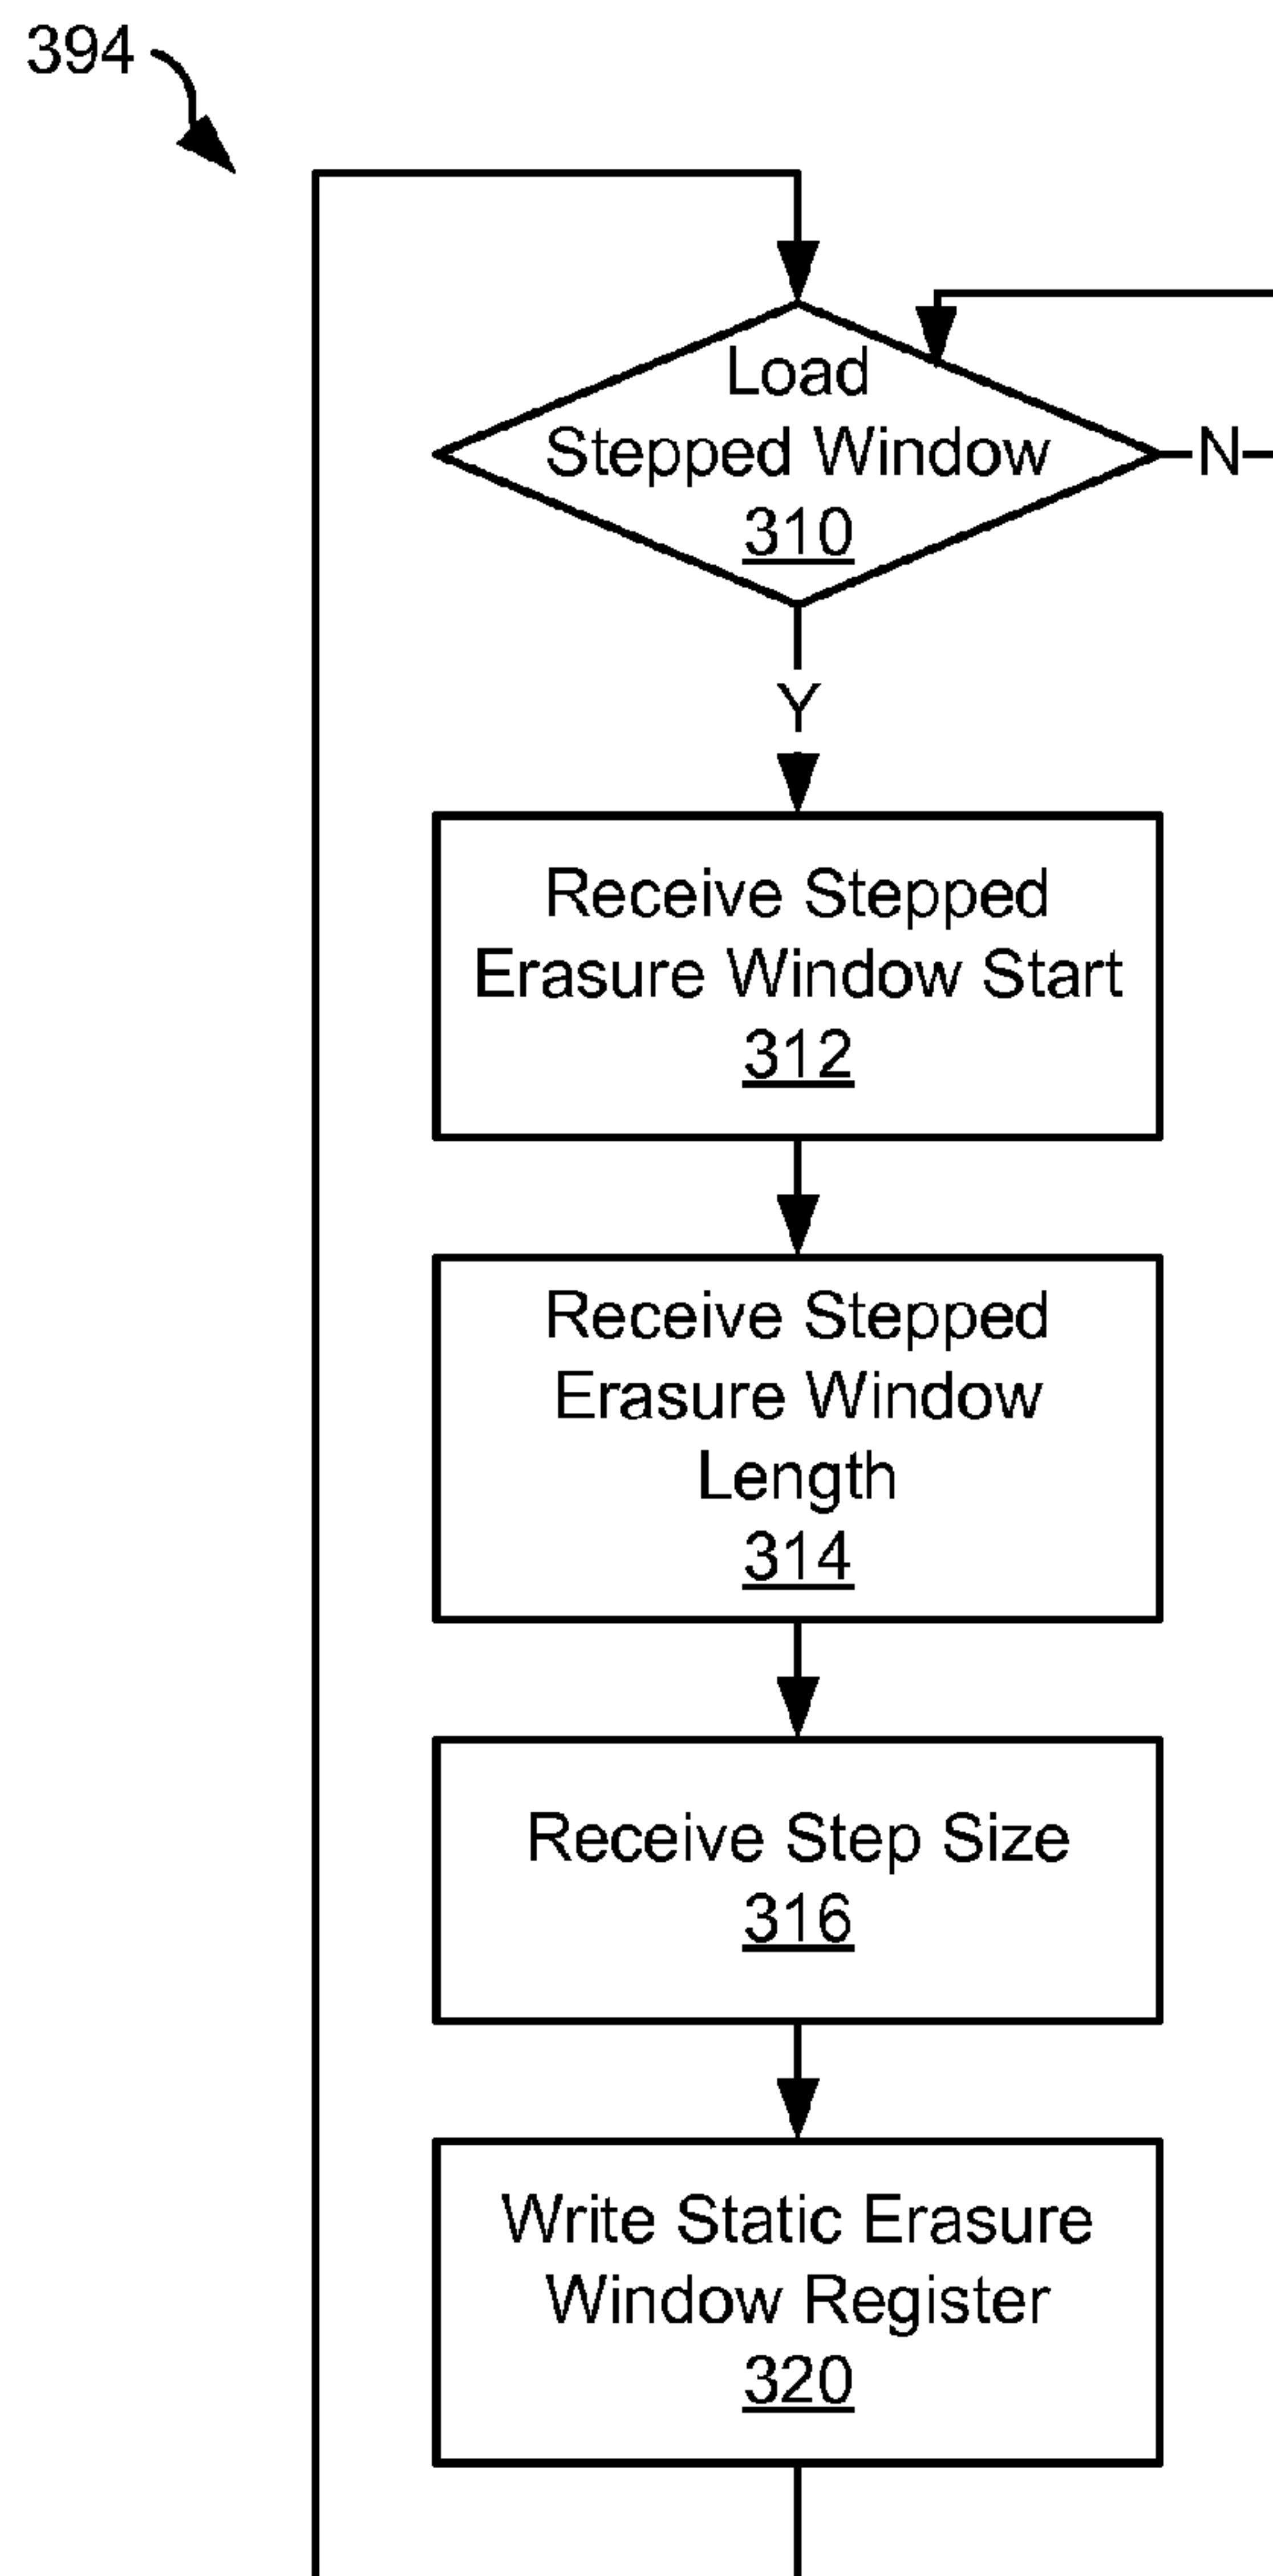 394
Load
Stepped Window
310
N
Y
Receive Stepped
Erasure Window Start
312
Receive Stepped
Erasure Window
Length
314
Receive Step Size
316
Write Static Erasure
Window Register
320